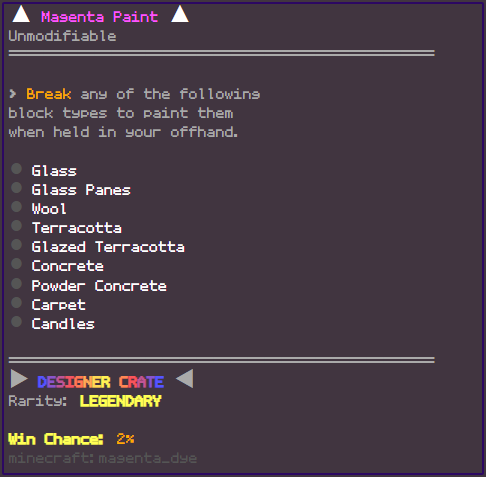 ▲ Magenta Paint ▲
Unmodifiable
> Break any of the following
block types to paint them
when held in your offhand.
● Glass
● Glass Panes
● Wool
● Terracotta
● Glazed Terracotta
● Concrete
● Powder Concrete
● Carpet
● Candles
▶ DESIGNER CRATE ◀
Rarity: LEGENDARY
Win Chance: 2%
minecraft:magenta_dye